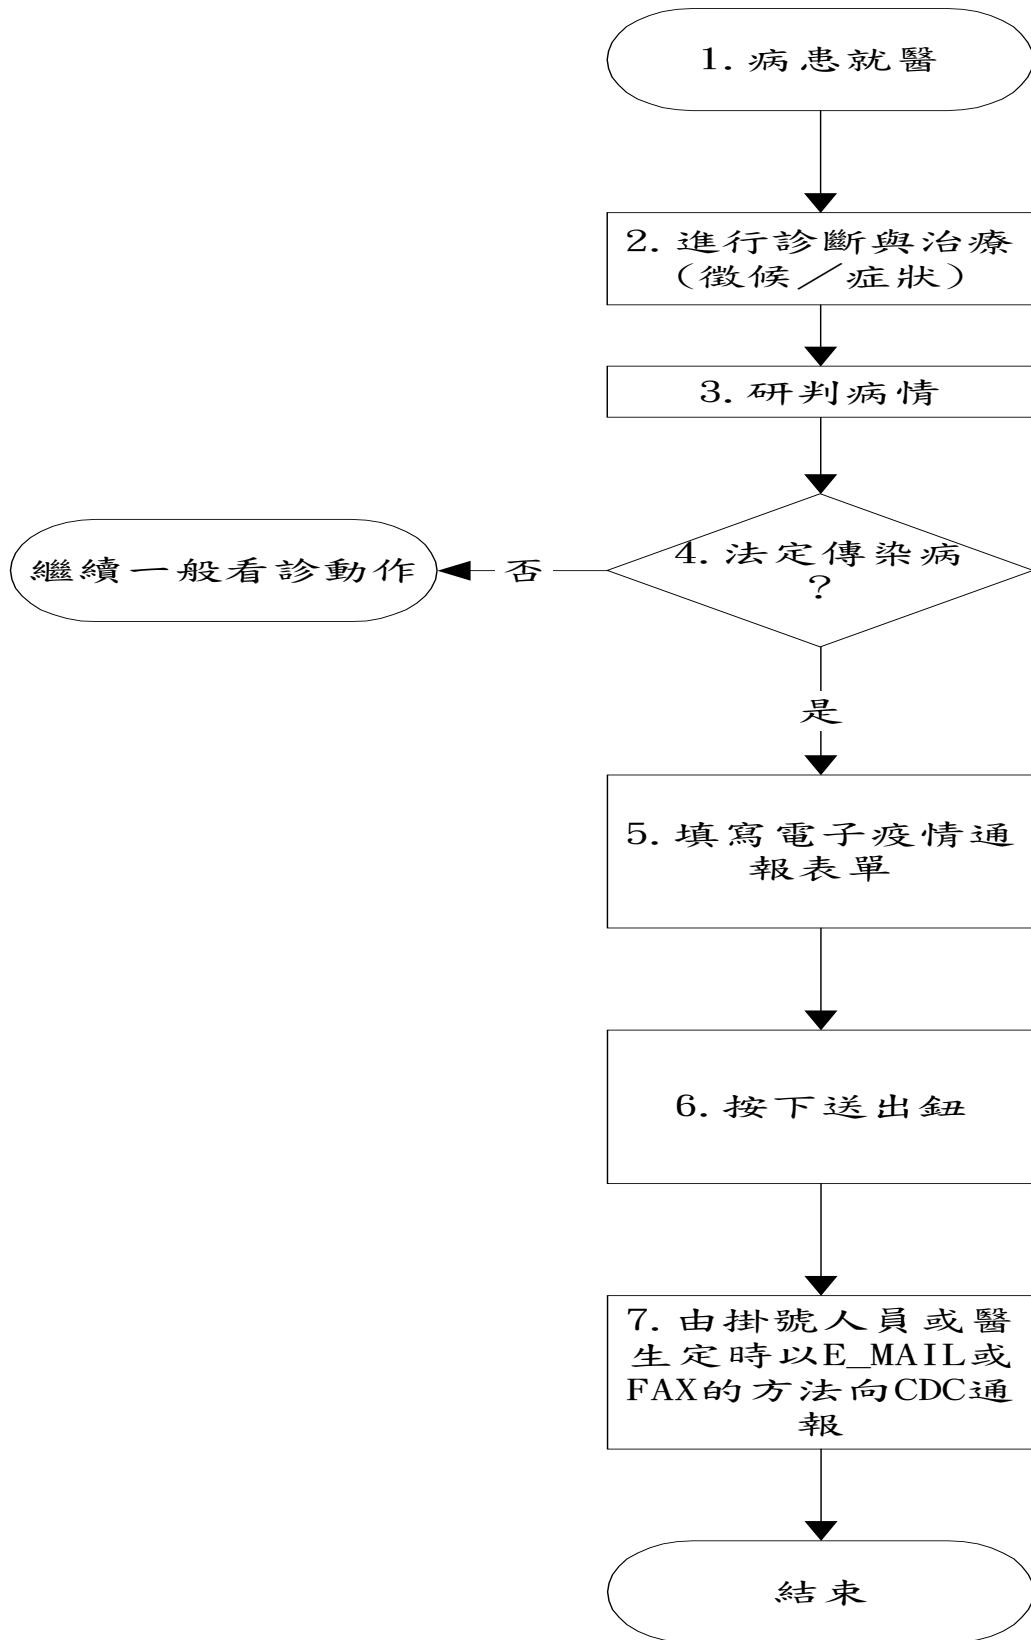 1.病患就醫
2.進行診斷與治療
(徵候／症狀)
3.研判病情
4.法定傳染病
?
否
繼續一般看診動作
是
5.填寫電子疫情通
報表單
6.按下送出鈕
7.由掛號人員或醫
生定時以E_MAIL或
FAX的方法向CDC通
報
結束